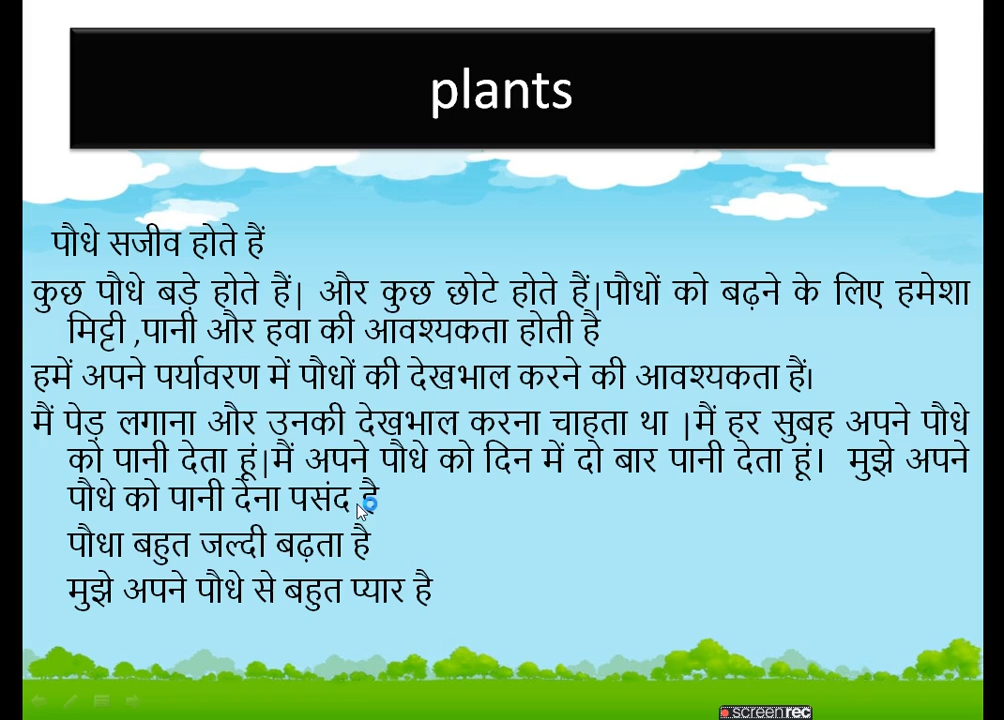 plants
पौधे सजीव होते हैं
कुछ पौधे बड़े होते हैं| और कुछ छोटे होते हैं|पौधों को बढ़ने के लिए हमेशा
मिट्टी ,पानी और हवा की आवश्यकता होती है
हमें अपने पर्यावरण में पौधों की देखभाल करने की आवश्यकता हैं।
मैं पेड़ लगाना और उनकी देखभाल करना चाहता था |मैं हर सुबह अपने पौधे
को पानी देता हूं|मैं अपने पौधे को दिन में दो बार पानी देता हूं। मुझे अपने
पौधे को पानी देना पसंद है
पौधा बहुत जल्दी बढ़ता है
मुझे अपने पौधे से बहुत प्यार है
screenrec